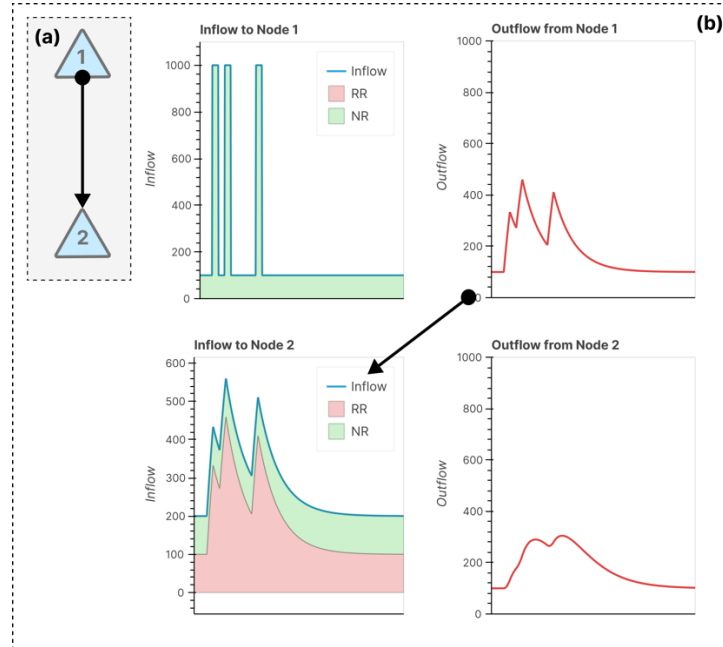 (a)
1
2
(b)
Inflow to Node 1
Inflow
1000
800
600
400
200
0
Inflow
RR
NR
Outflow from Node 1
Outflow
1000
800
600
400
200
0
Inflow to Node 2
Inflow
600
500
400
300
200
100
0
Inflow
RR
NR
Outflow from Node 2
Outflow
1000
800
600
400
200
0